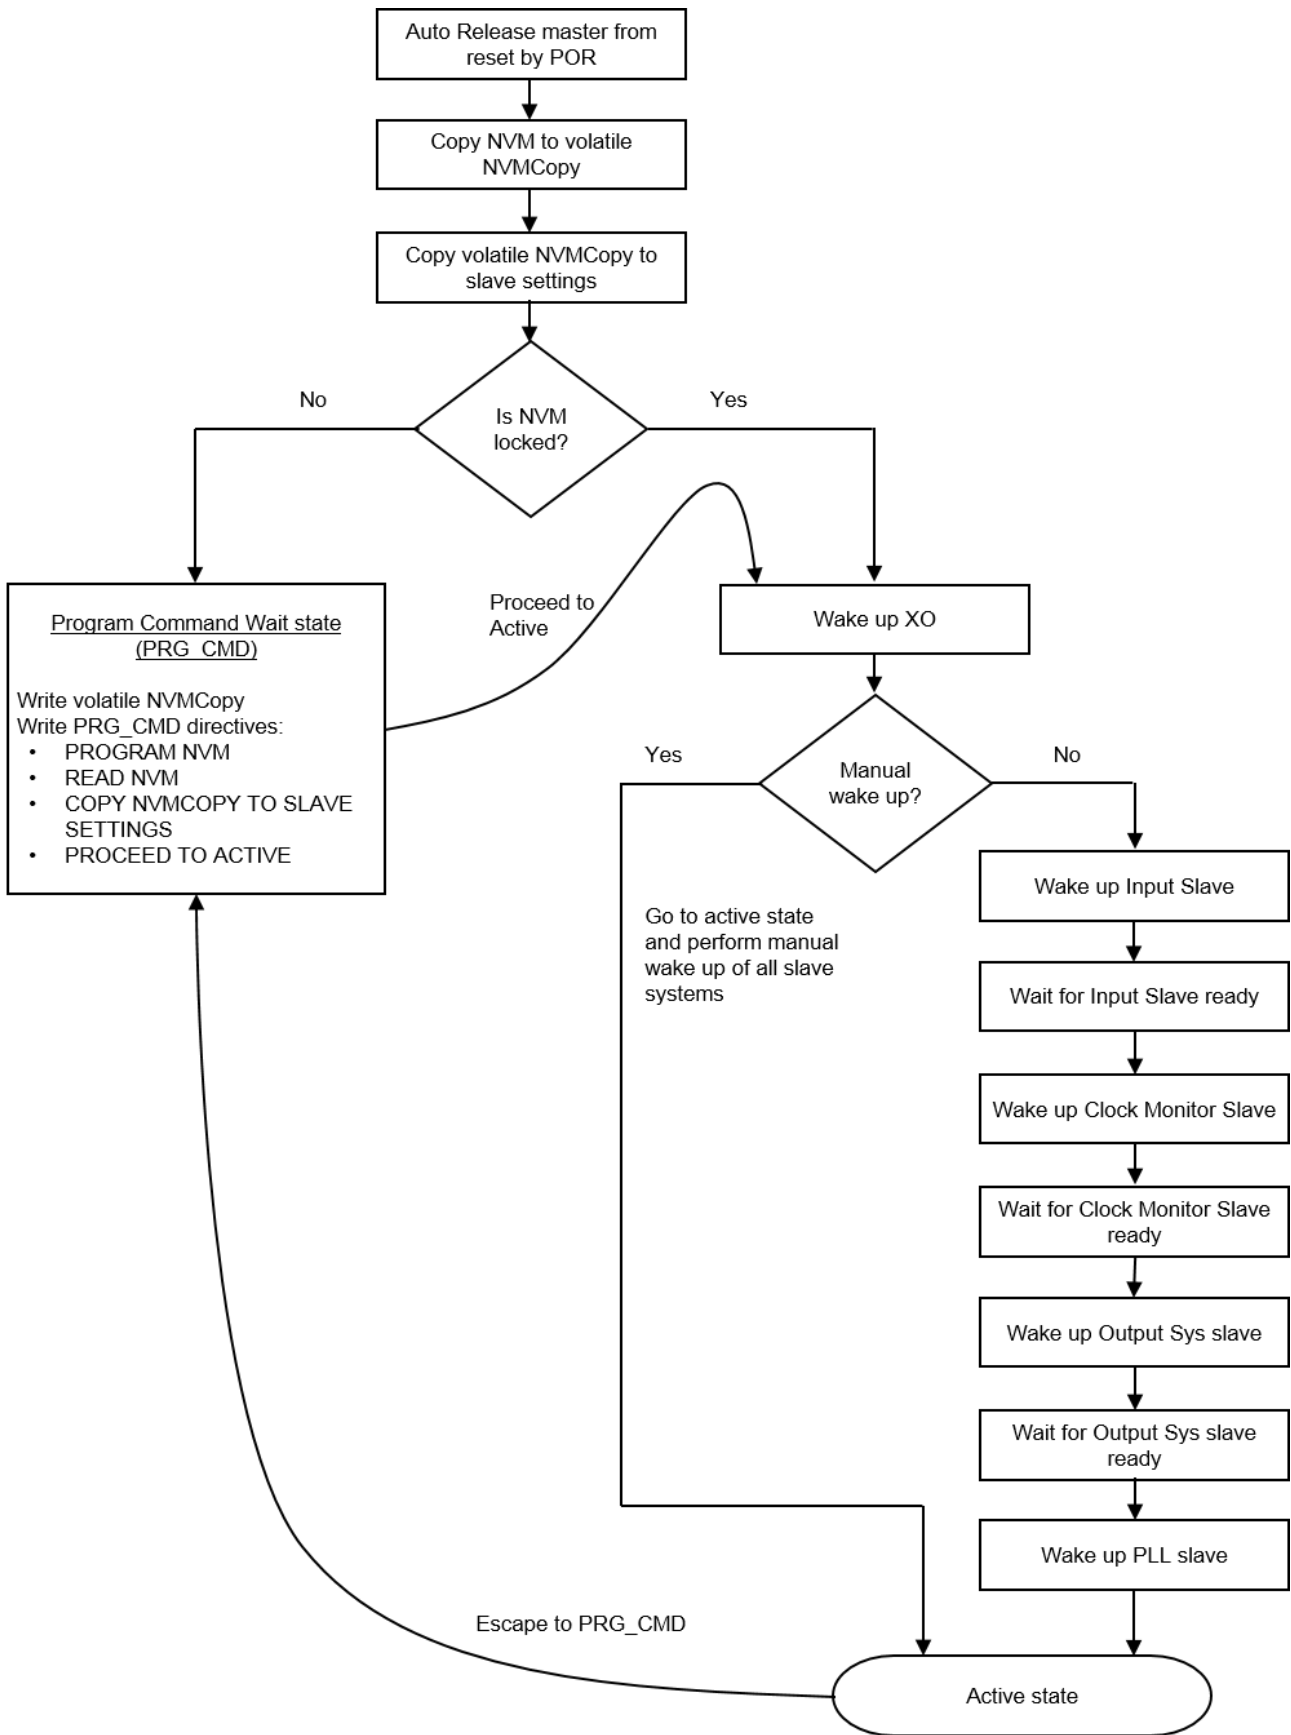 Auto Release master from
reset by POR
Copy NVM to volatile
NVMCopy
Copy volatile NVMCopy to
slave settings
No
Yes
Is NVM
locked?
Program Command Wait state
(PRG_CMD)
Write volatile NVMCopy
Write PRG_CMD directives:
• PROGRAM NVM
• READ NVM
• COPY NVMCOPY TO SLAVE
SETTINGS
• PROCEED TO ACTIVE
Proceed to
Active
Wake up XO
Yes
No
Manual
wake up?
Go to active state
and perform manual
wake up of all slave
systems
Wake up Input Slave
Wait for Input Slave ready
Wake up Clock Monitor Slave
Wait for Clock Monitor Slave
ready
Wake up Output Sys slave
Wait for Output Sys slave
ready
Wake up PLL slave
Escape to PRG_CMD
Active state